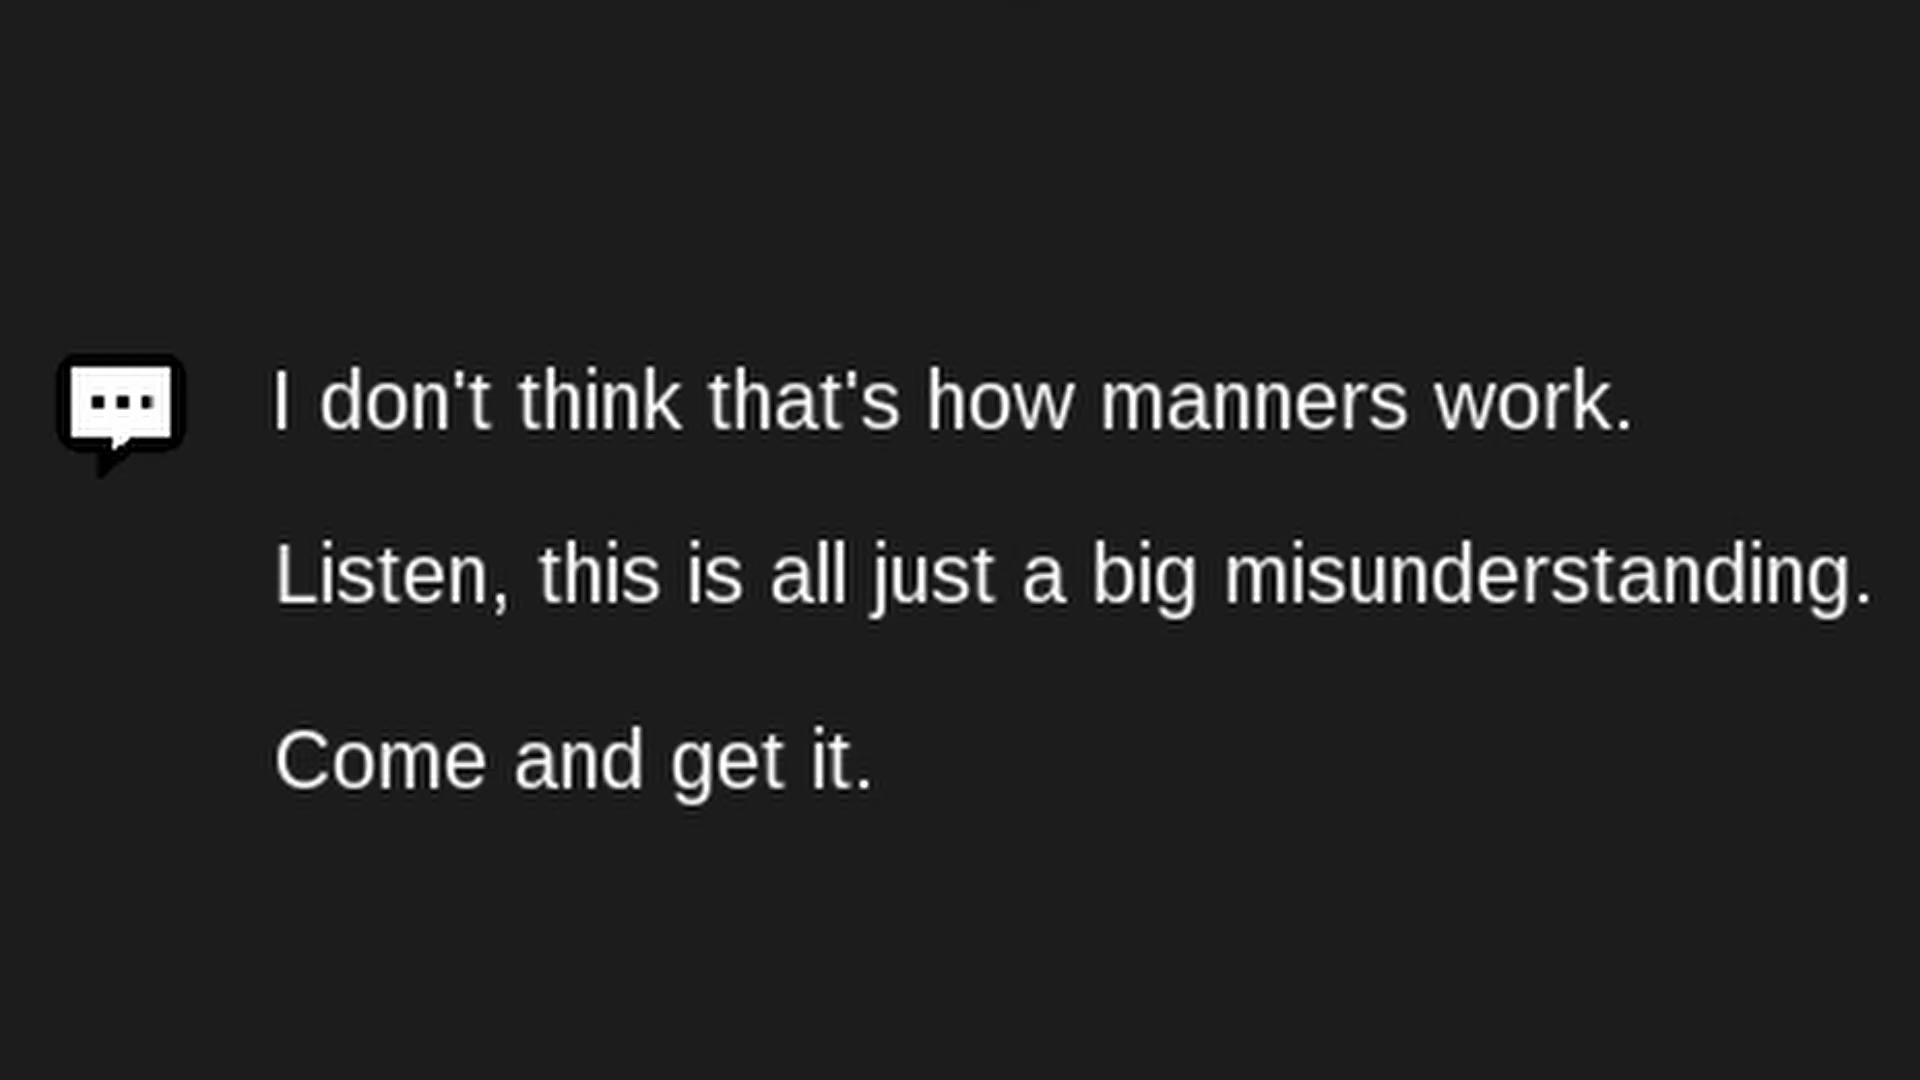 I don't think that's how manners work.
Listen, this is all just a big misunderstanding.
Come and get it.